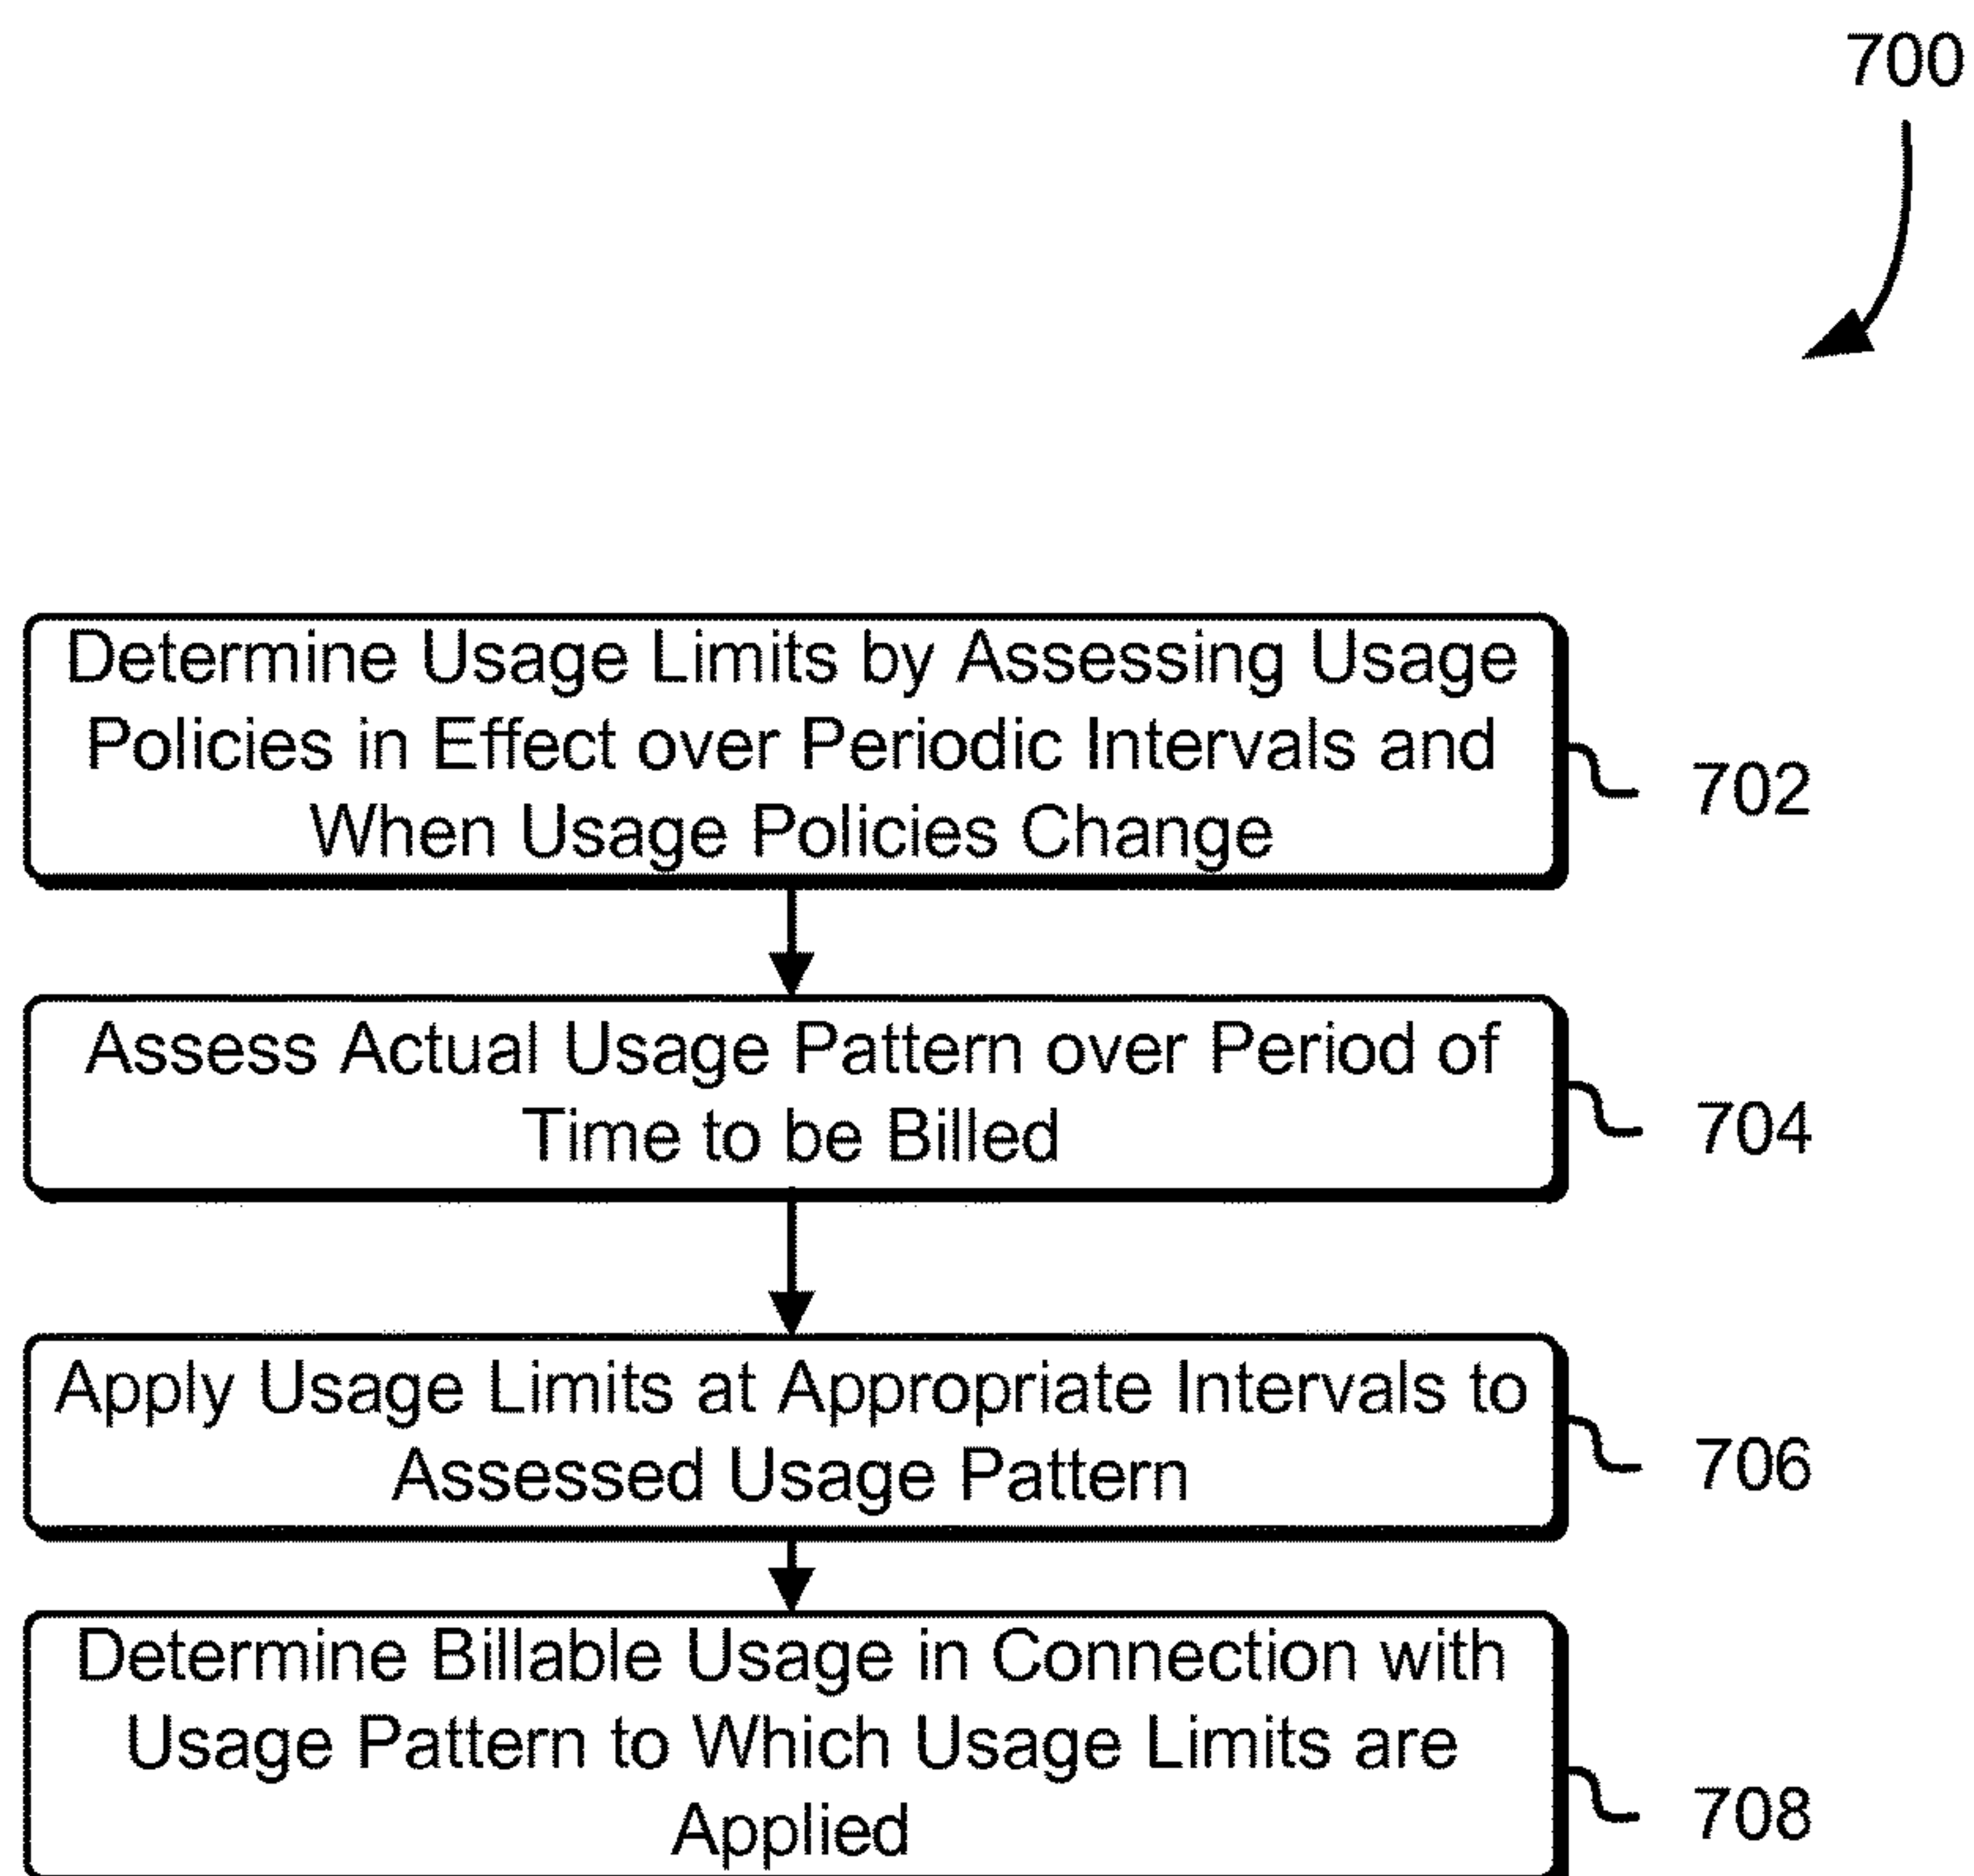 700
Determine Usage Limits by Assessing Usage
Policies in Effect over Periodic Intervals and
When Usage Policies Change
702
Assess Actual Usage Pattern over Period of
Time to be Billed
704
Apply Usage Limits at Appropriate Intervals to
Assessed Usage Pattern
706
Determine Billable Usage in Connection with
Usage Pattern to Which Usage Limits are
Applied
708